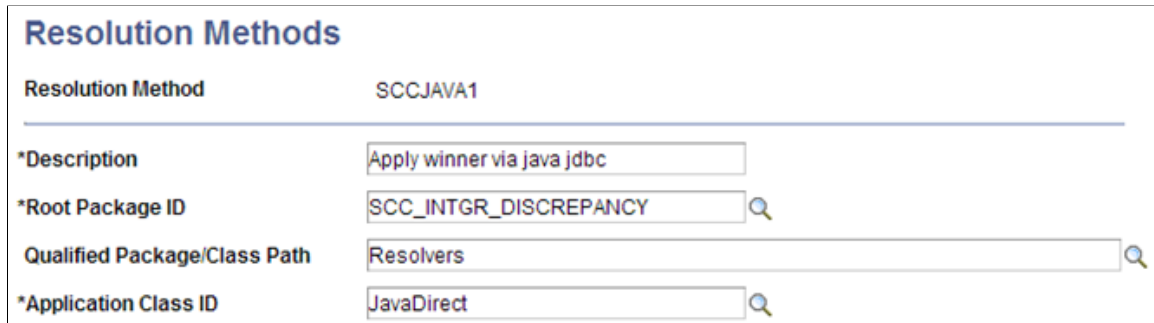 Resolution Methods
Resolution Method SCCJAVA1
*Description Apply winner via java jdbc
*Root Package ID SCC_INTGR_DISCREPANCY
Qualified Package/Class Path Resolvers
*Application Class ID JavaDirect